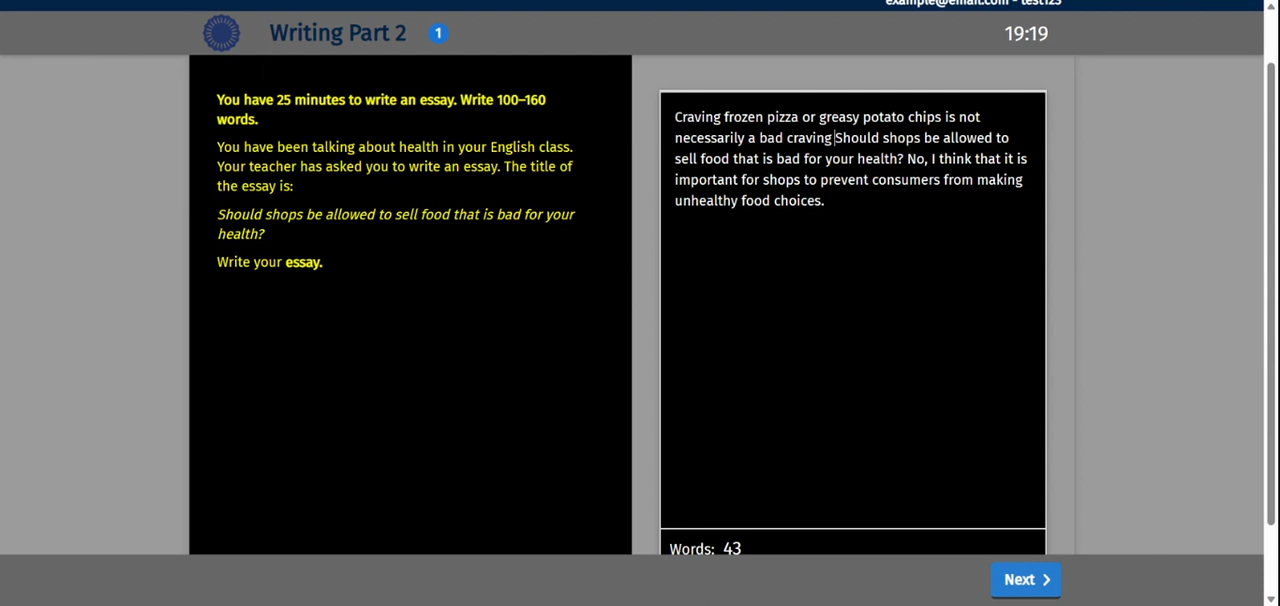 example@email.com - test123
Writing Part 2
1
19:19
You have 25 minutes to write an essay. Write 100–160
words.
You have been talking about health in your English class.
Your teacher has asked you to write an essay. The title of
the essay is:
Should shops be allowed to sell food that is bad for your
health?
Write your essay.
Craving frozen pizza or greasy potato chips is not
necessarily a bad craving Should shops be allowed to
sell food that is bad for your health? No, I think that it is
important for shops to prevent consumers from making
unhealthy food choices.
Words: 43
Next